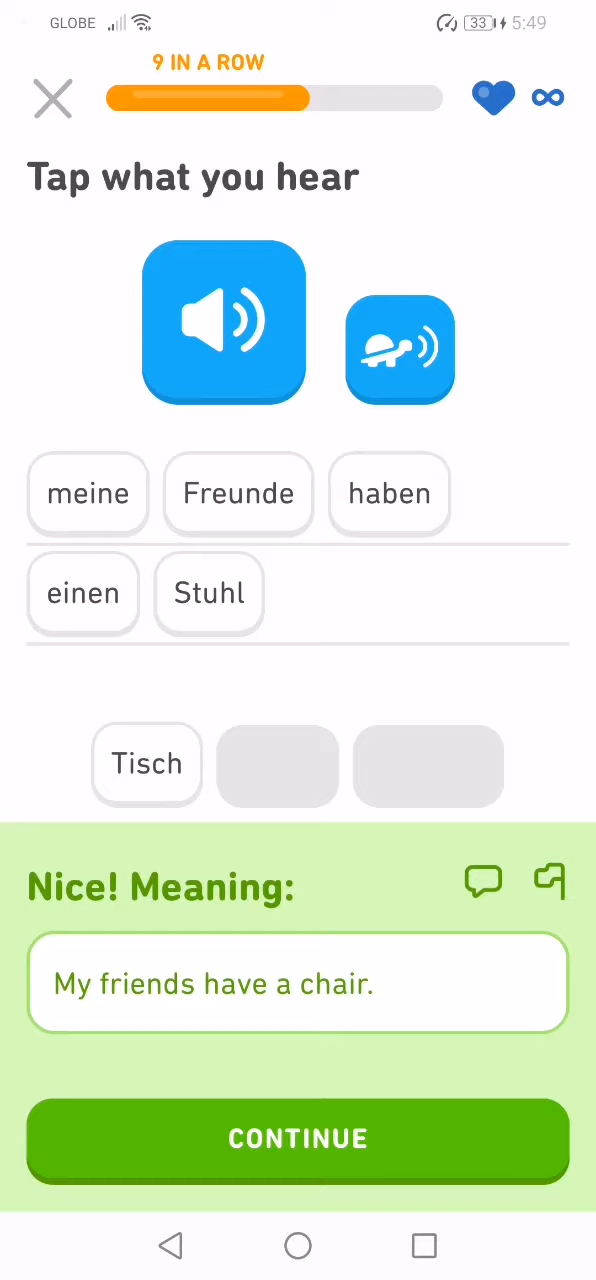 GLOBE 33 5:49
9 IN A ROW
Tap what you hear
meine Freunde haben
einen Stuhl
Tisch
Nice! Meaning:
My friends have a chair.
CONTINUE